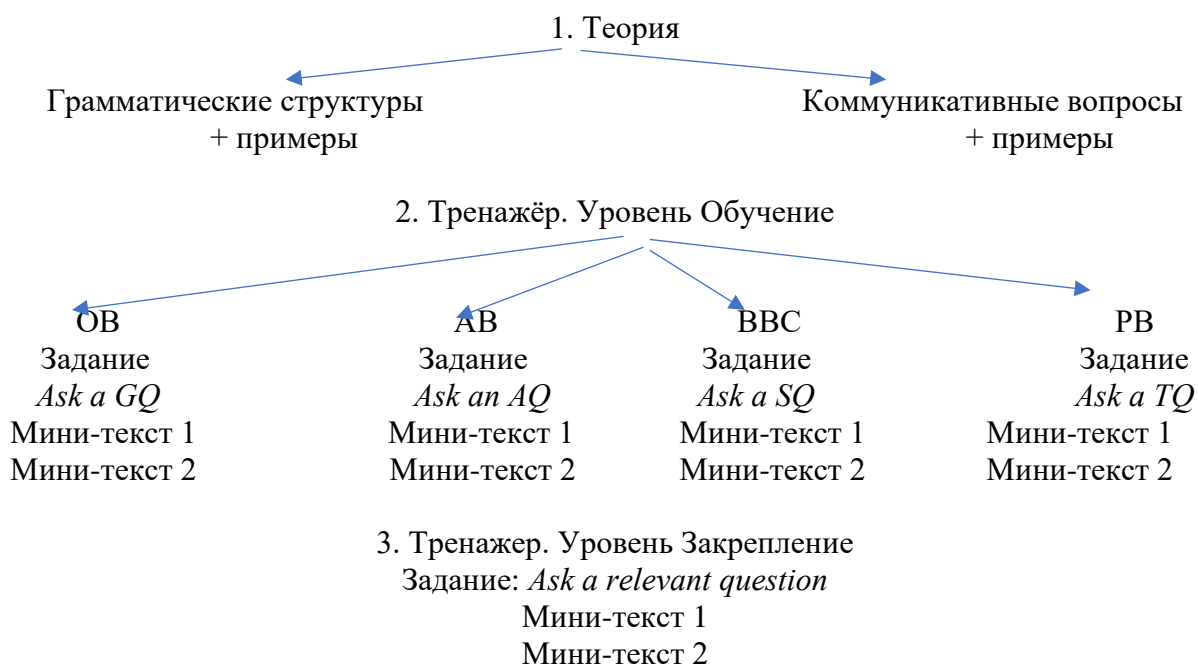 1. Теория
Грамматические структуры Коммуникативные вопросы
+ примеры + примеры
2. Тренажёр. Уровень Обучение
ОВ АВ ВВС РВ
Задание Задание Задание Задание
Ask a GQ Ask an AQ Ask a SQ Ask a TQ
Мини-текст 1 Мини-текст 1 Мини-текст 1 Мини-текст 1
Мини-текст 2 Мини-текст 2 Мини-текст 2 Мини-текст 2
3. Тренажер. Уровень Закрепление
Задание: Ask a relevant question
Мини-текст 1
Мини-текст 2